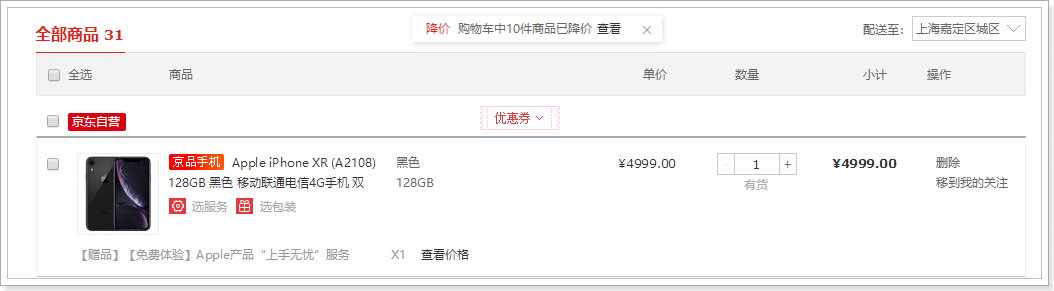 全部商品 31
降价 购物车中10件商品已降价 查看 ×
配送至： 上海嘉定区城区
全选 商品 单价 数量 小计 操作
京东自营 优惠券
京品手机 Apple iPhone XR (A2108) 黑色 ¥4999.00 - 1 + ¥4999.00 删除
128GB 黑色 移动联通电信4G手机 双 128GB 有货 移到我的关注
选服务 选包装
【赠品】【免费体验】Apple产品“上手无忧”服务 X1 查看价格